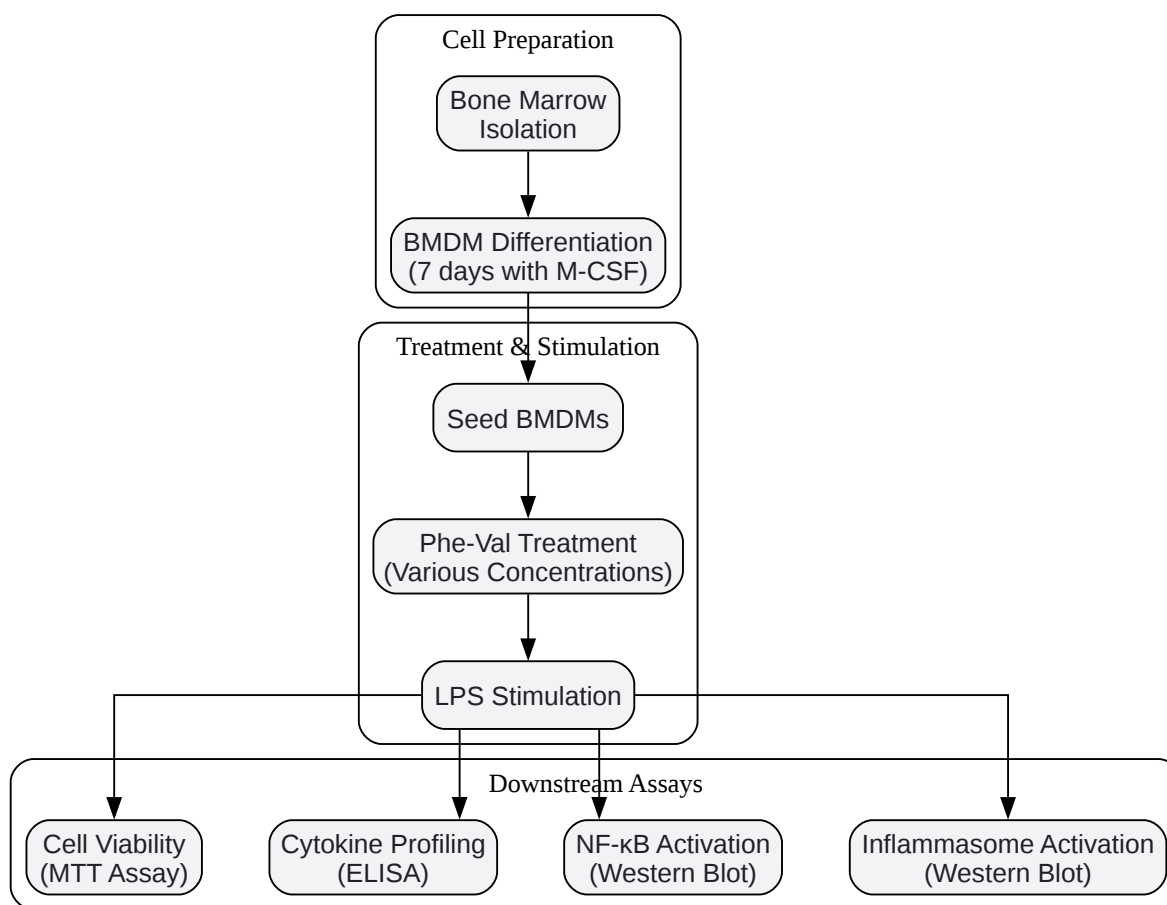 Cell Preparation
Bone Marrow
Isolation
BMDM Differentiation
(7 days with M-CSF)
Treatment & Stimulation
Seed BMDMs
Phe-Val Treatment
(Various Concentrations)
LPS Stimulation
Downstream Assays
Cell Viability
(MTT Assay)
Cytokine Profiling
(ELISA)
NF-κB Activation
(Western Blot)
Inflammasome Activation
(Western Blot)